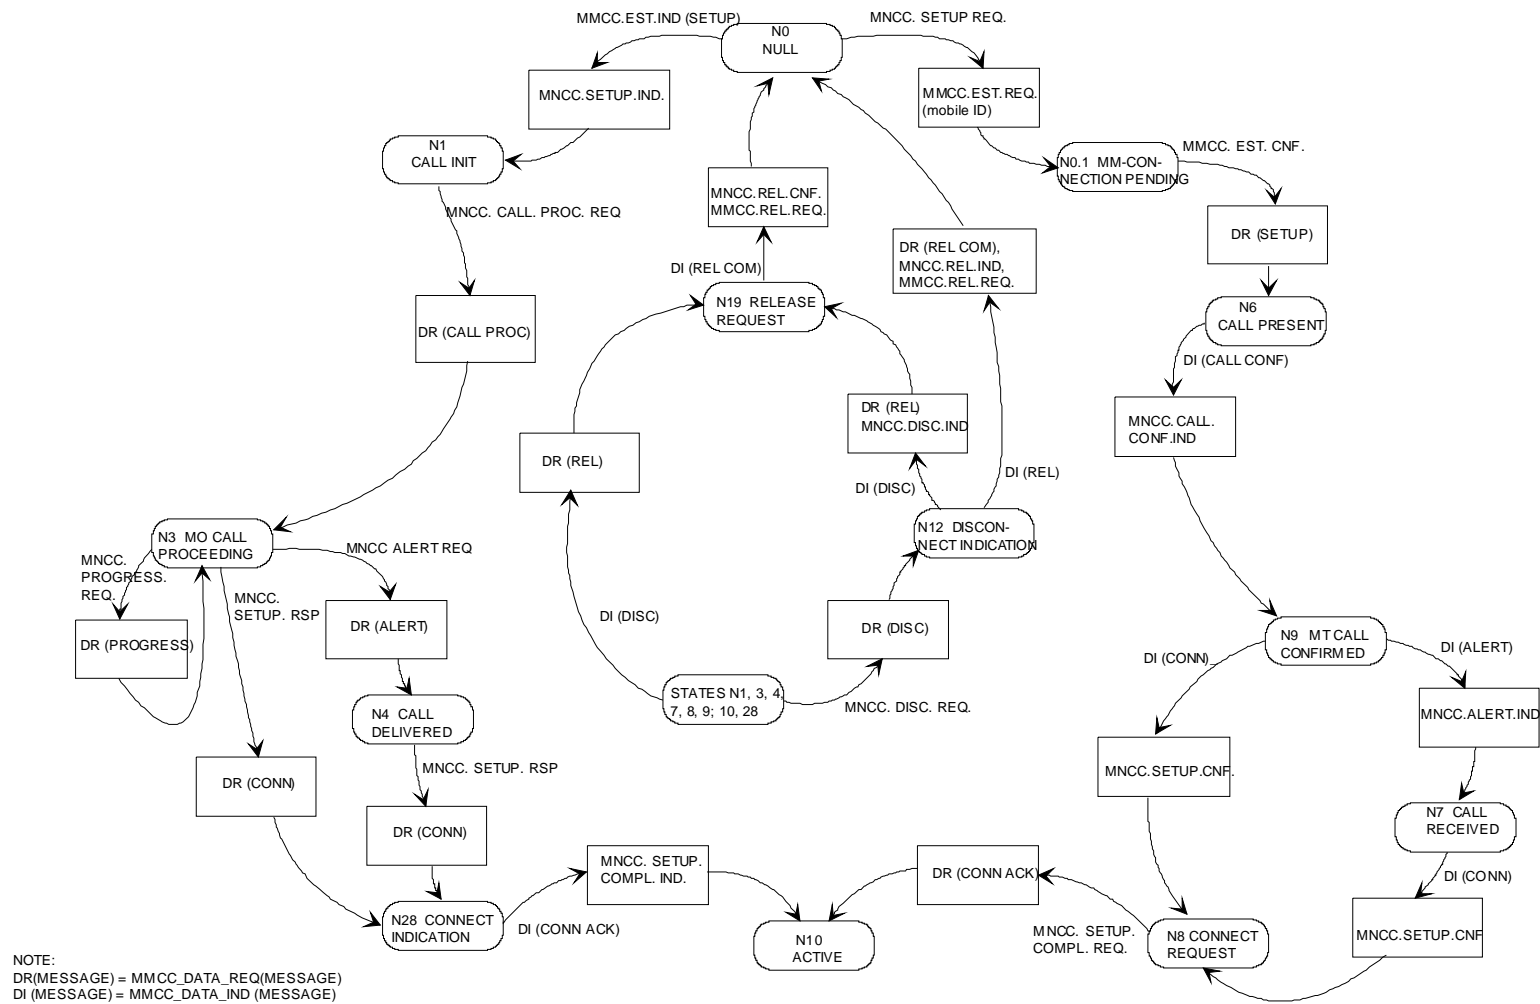 MMCC.EST.IND (SETUP)
N0
NULL
MNCC. SETUP REQ.
MNCC.SETUP.IND.
MMCC.EST.REQ.
(mobile ID)
N1
CALL INIT
N0.1 MM-CON-
NECTION PENDING
MMCC. EST. CNF.
MNCC. CALL. PROC. REQ
MNCC.REL.CNF.
MMCC.REL.REQ.
DR (REL COM),
MNCC.REL.IND,
MMCC.REL.REQ.
DR (SETUP)
DI (REL COM)
N19 RELEASE
REQUEST
N6
CALL PRESENT
DR (CALL PROC)
DI (CALL CONF)
DR (REL)
MNCC.DISC.IND
MNCC. CALL.
CONF.IND
DR (REL)
DI (DISC)
DI (REL)
N3 MO CALL
PROCEEDING
MNCC ALERT REQ
N12 DISCON-
NECT INDICATION
MNCC.
PROGRESS.
REQ.
MNCC.
SETUP. RSP
DI (DISC)
DR (PROGRESS)
DR (ALERT)
DR (DISC)
N9 MT CALL
CONFIRMED
DI (CONN)
DI (ALERT)
STATES N1, 3, 4,
7, 8, 9; 10, 28
MNCC. DISC. REQ.
N4 CALL
DELIVERED
MNCC.ALERT.IND
MNCC. SETUP. RSP
DR (CONN)
MNCC.SETUP.CNF.
DR (CONN)
N7 CALL
RECEIVED
MNCC. SETUP.
COMPL. IND.
DR (CONN ACK)
DI (CONN)
N28 CONNECT
INDICATION
DI (CONN ACK)
N10
ACTIVE
MNCC. SETUP.
COMPL. REQ.
N8 CONNECT
REQUEST
MNCC.SETUP.CNF
NOTE:
DR(MESSAGE) = MMCC_DATA_REQ(MESSAGE)
DI (MESSAGE) = MMCC_DATA_IND (MESSAGE)